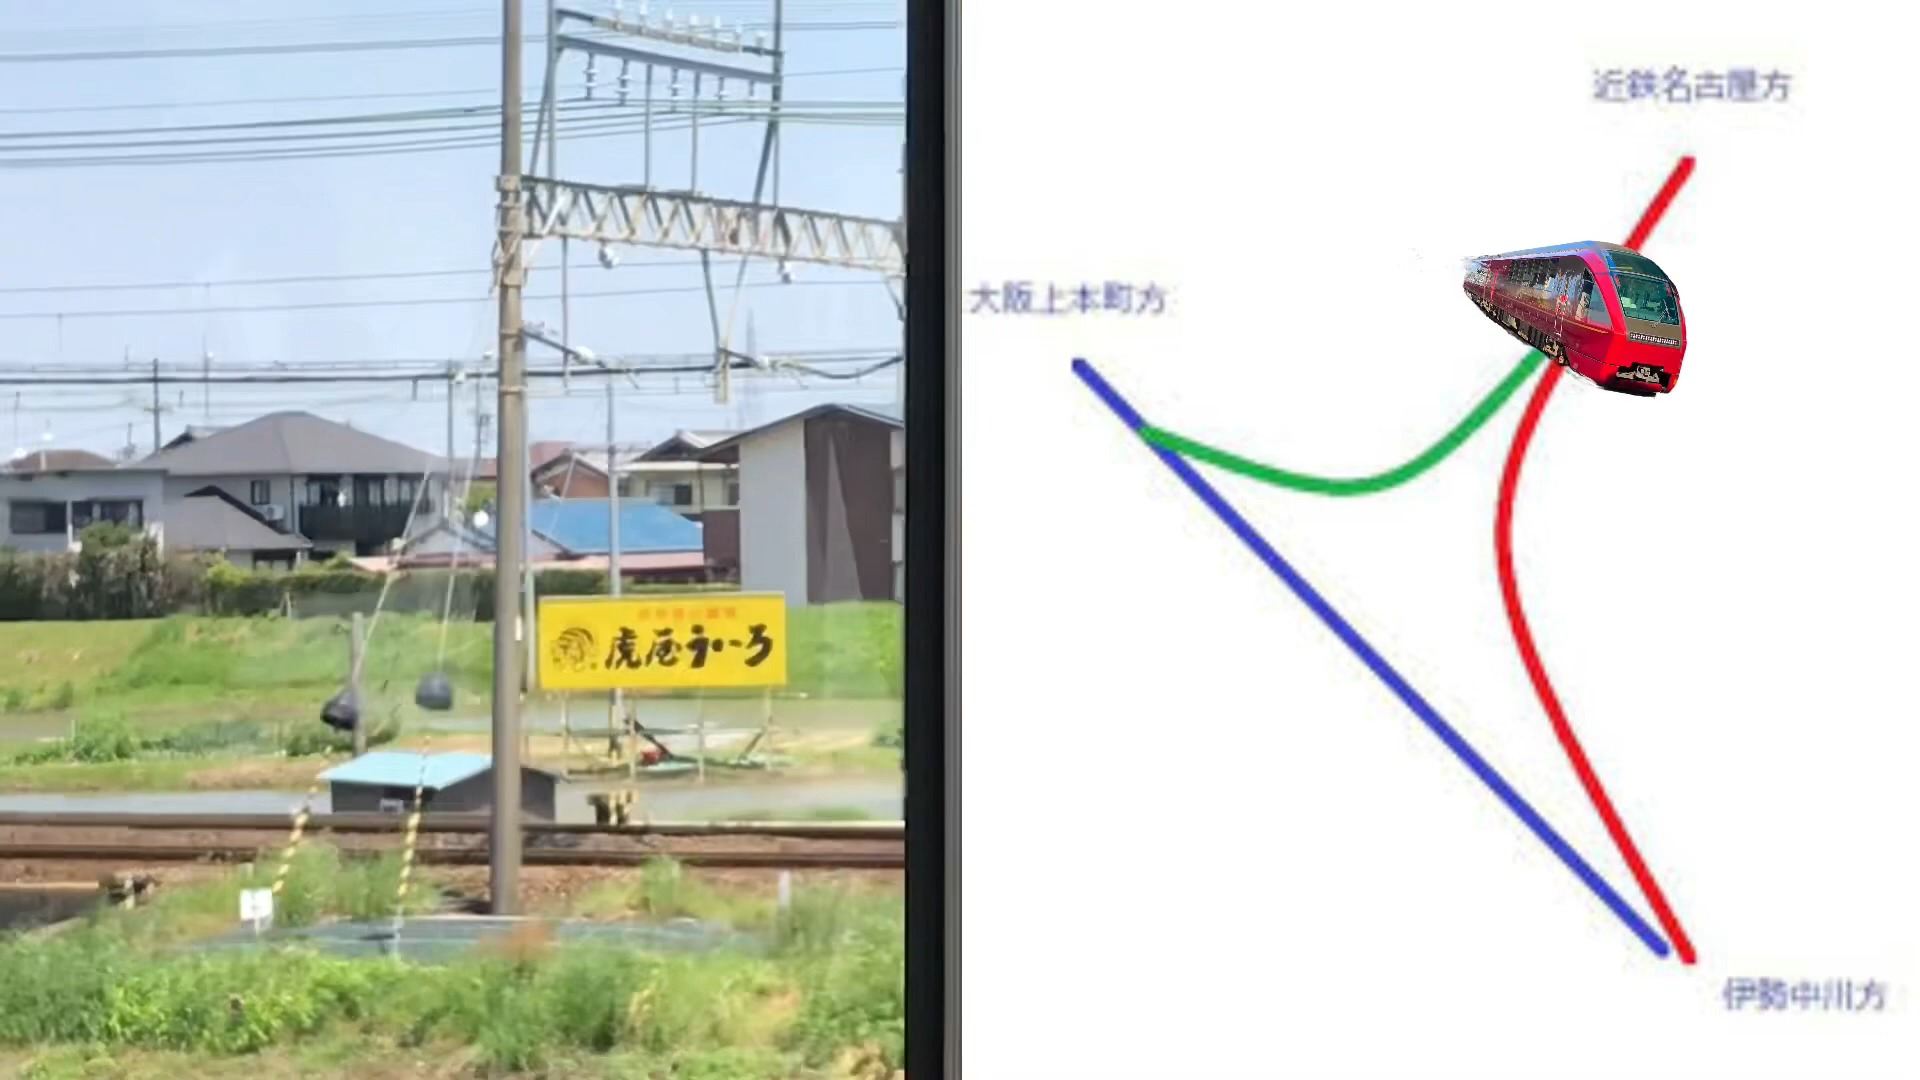 虎屋ういろ
近鉄名古屋方
大阪上本町方
伊勢中川方